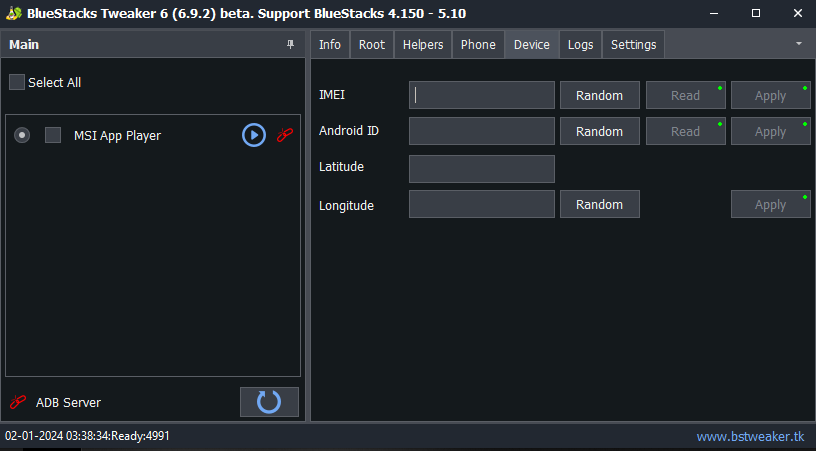 BlueStacks Tweaker 6 (6.9.2) beta. Support BlueStacks 4.150 - 5.10
Main
Info Root Helpers Phone Device Logs Settings
Select All
MSI App Player
IMEI Random Read Apply
Android ID Random Read Apply
Latitude
Longitude Random Apply
ADB Server
02-01-2024 03:38:34:Ready:4991
www.bstweaker.tk